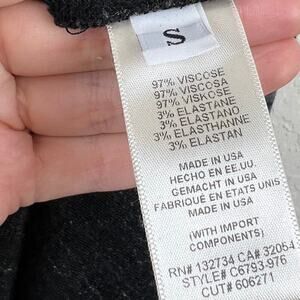 S
97% VISCOSE
97% VISCOSA
97% VISKOSE
3% ELASTANE
3% ELASTANO
3% ELASTHANNE
3% ELASTAN
MADE IN USA
HECHO EN EE.UU.
GEMACHT IN USA
FABRIQUÉ EN ETATS UNIS
MADE IN USA
(WITH IMPORT
COMPONENTS)
RN# 132734 CA# 32054
STYLE# C6793-976
CUT# 606271